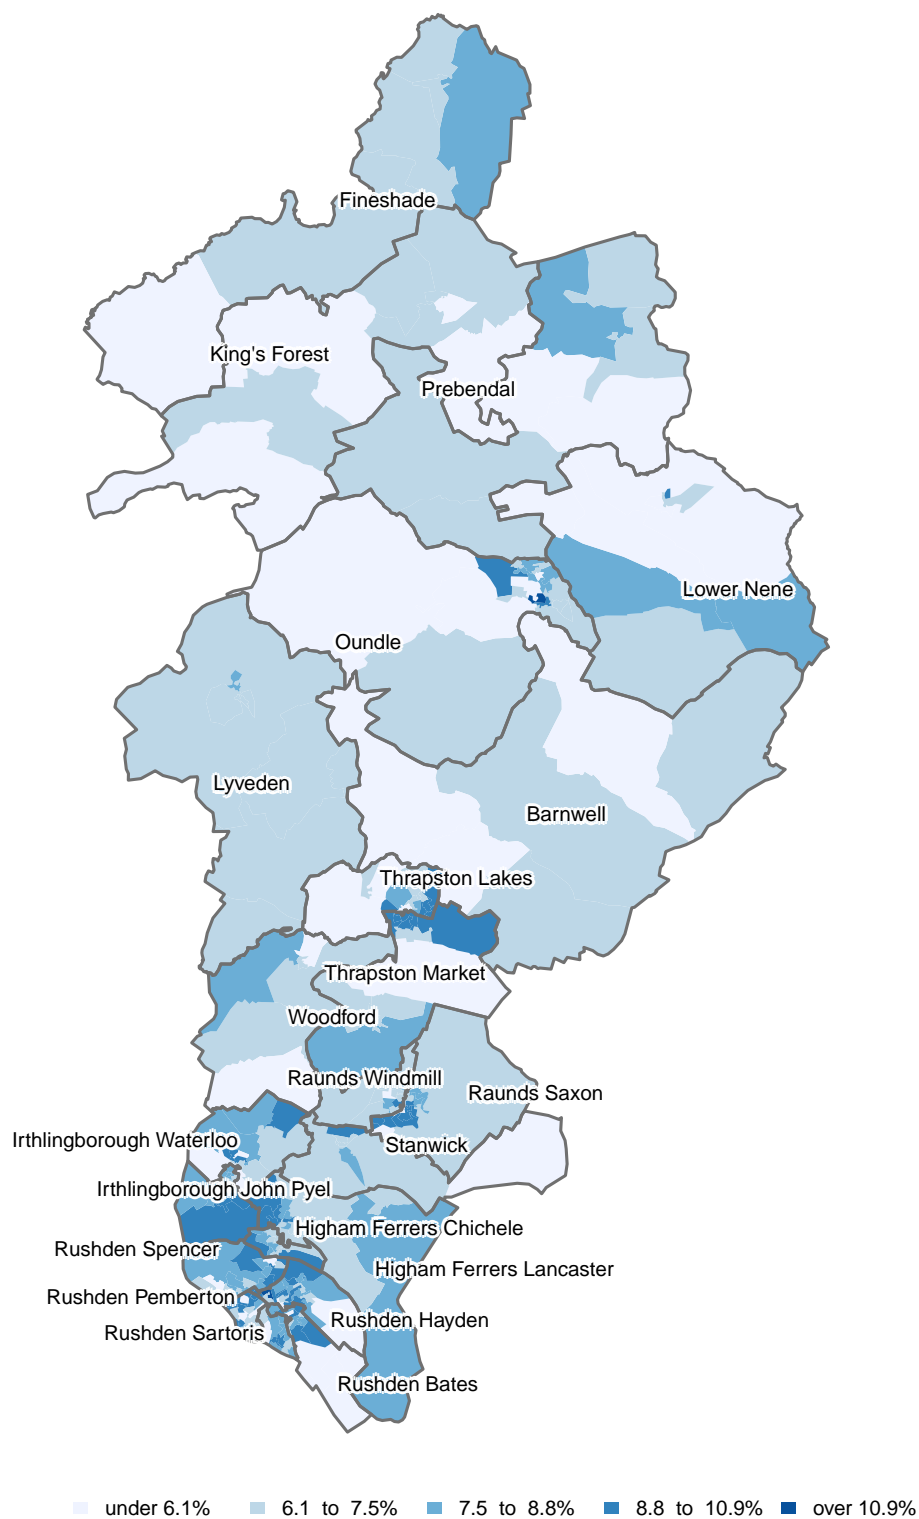 Fineshade
King's Forest
Prebendal
Lower Nene
Oundle
Lyveden
Barnwell
Thrapston Lakes
Thrapston Market
Woodford
Raunds Windmill
Raunds Saxon
Irthlingborough Waterloo
Stanwick
Irthlingborough John Pyel
Higham Ferrers Chichele
Rushden Spencer
Higham Ferrers Lancaster
Rushden Pemberton
Rushden Hayden
Rushden Sartoris
Rushden Bates
under 6.1% 6.1 to 7.5% 7.5 to 8.8% 8.8 to 10.9% over 10.9%